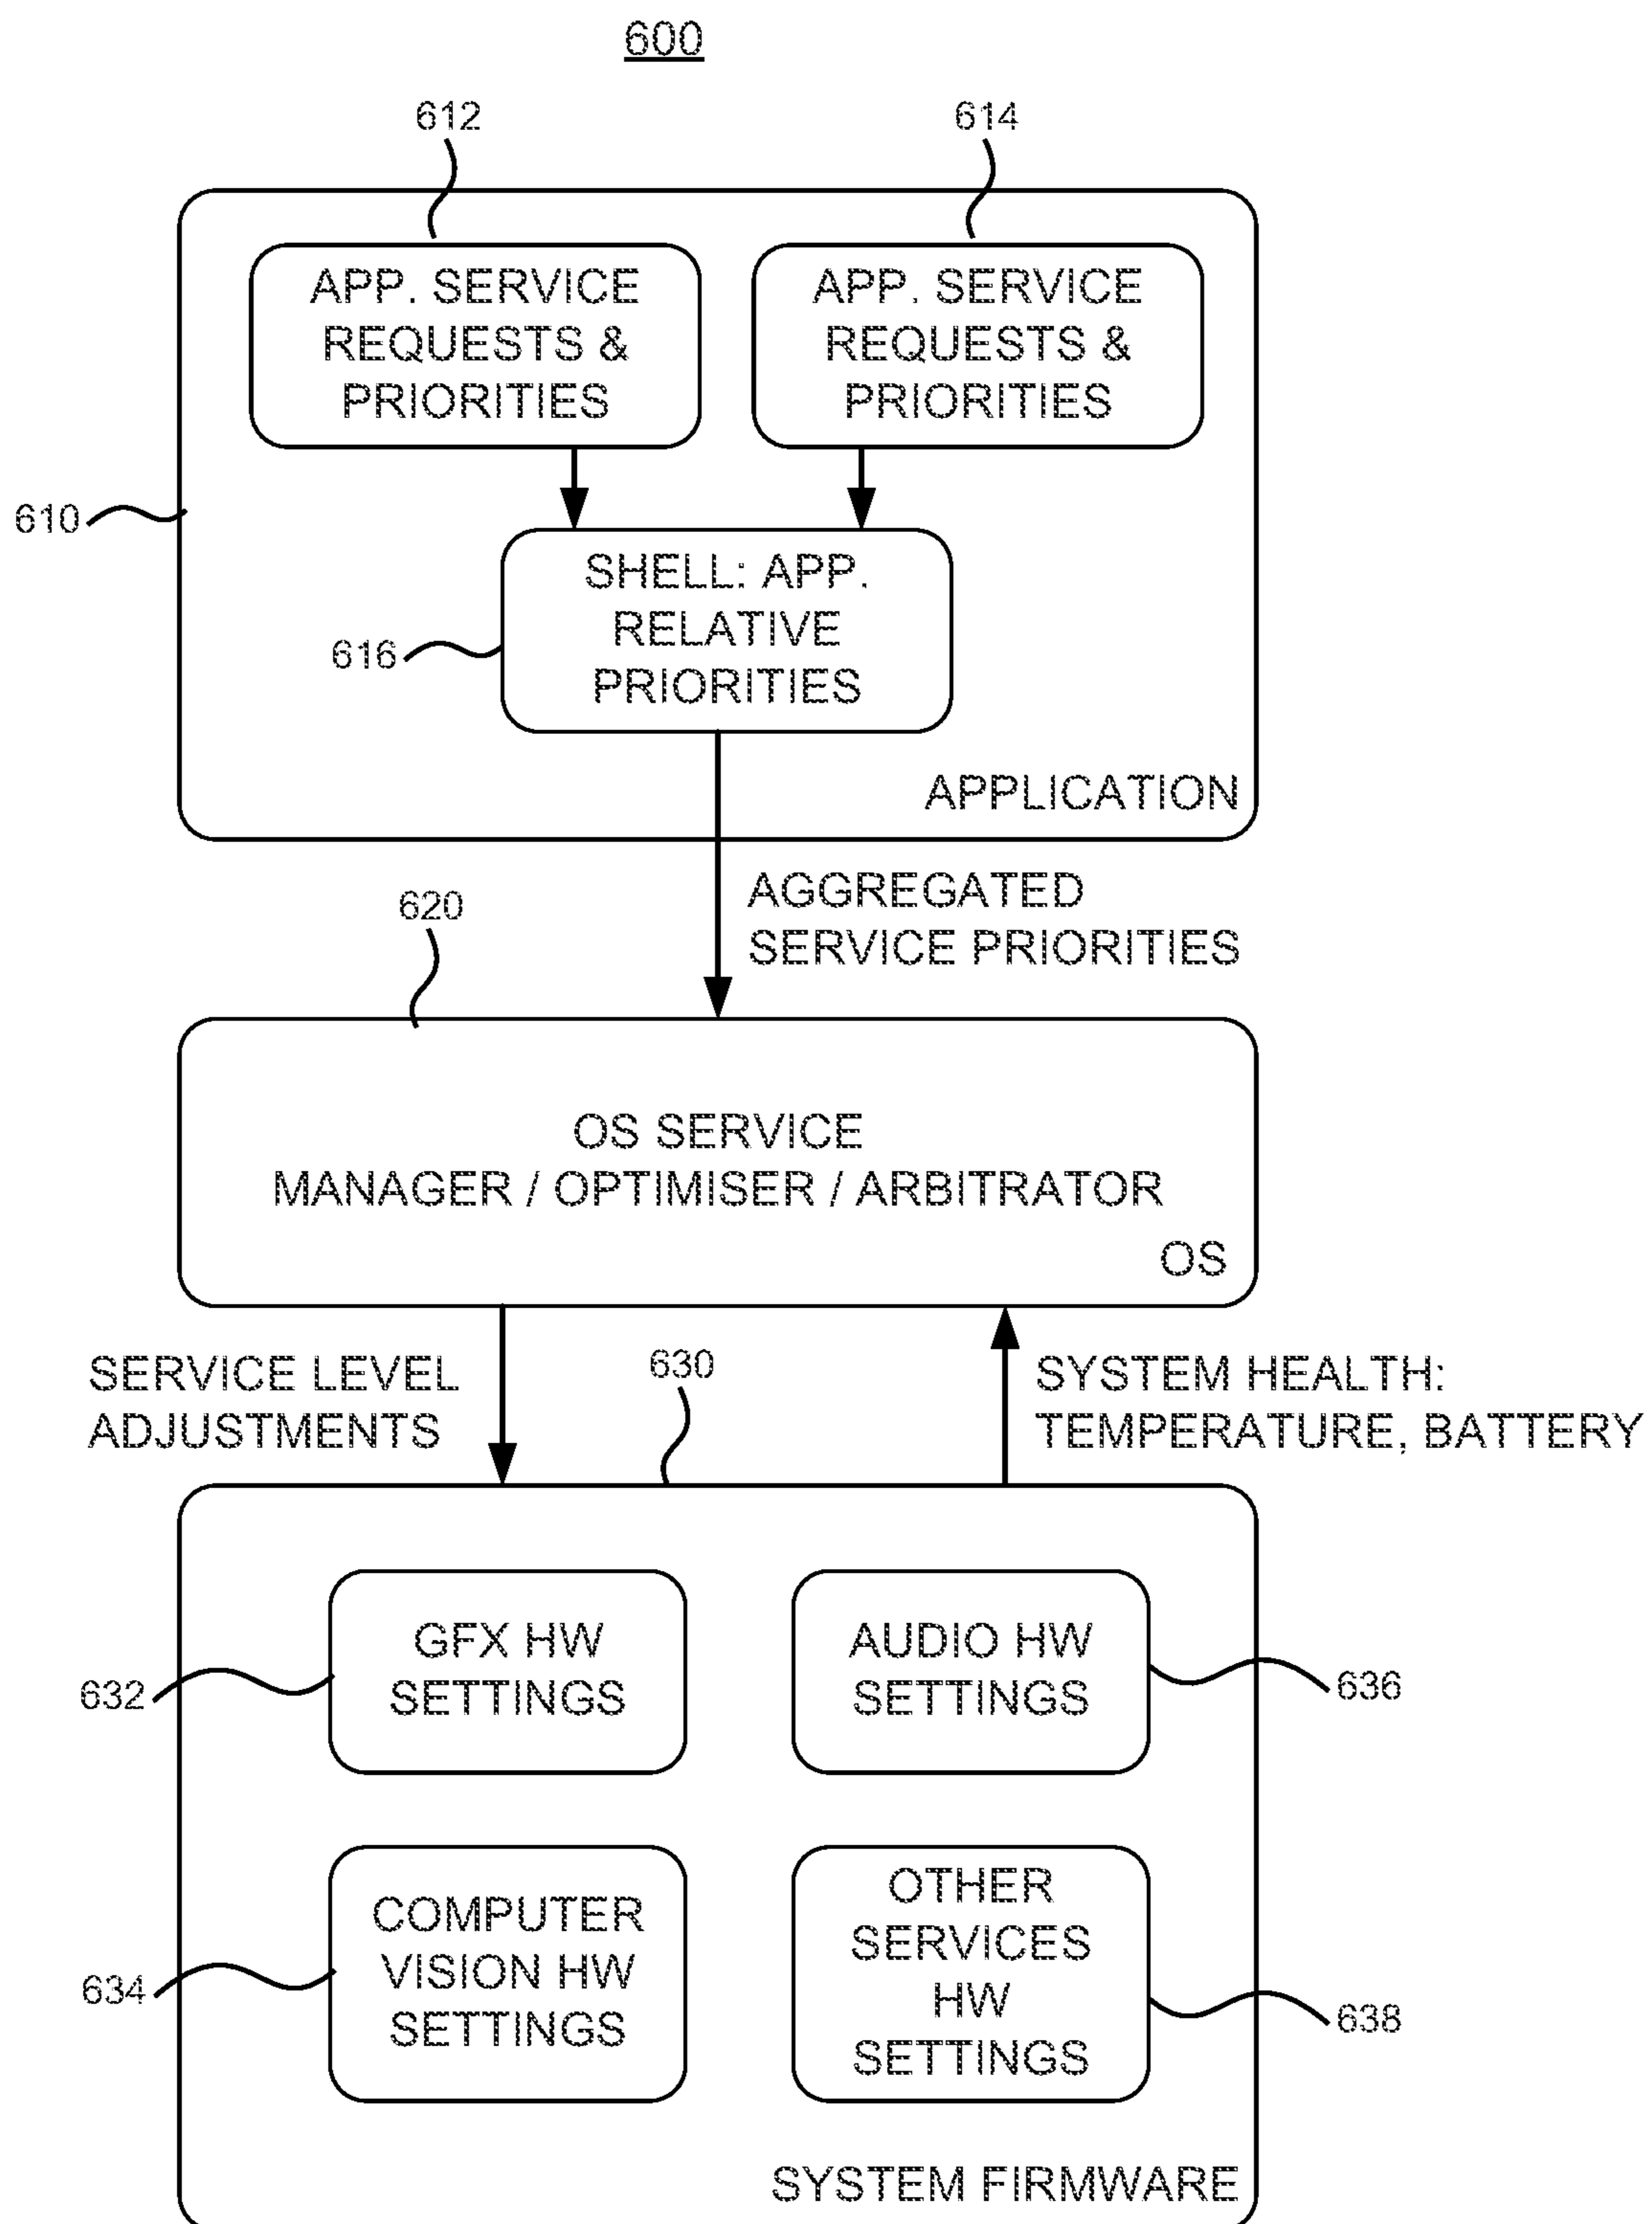 600
612
614
APP. SERVICE
REQUESTS &
PRIORITIES
APP. SERVICE
REQUESTS &
PRIORITIES
610
SHELL: APP.
RELATIVE
PRIORITIES
616
APPLICATION
AGGREGATED
SERVICE PRIORITIES
620
OS SERVICE
MANAGER / OPTIMISER / ARBITRATOR
OS
SERVICE LEVEL
ADJUSTMENTS
630
SYSTEM HEALTH:
TEMPERATURE, BATTERY
GFX HW
SETTINGS
632
AUDIO HW
SETTINGS
636
COMPUTER
VISION HW
SETTINGS
634
OTHER
SERVICES
HW
SETTINGS
638
SYSTEM FIRMWARE